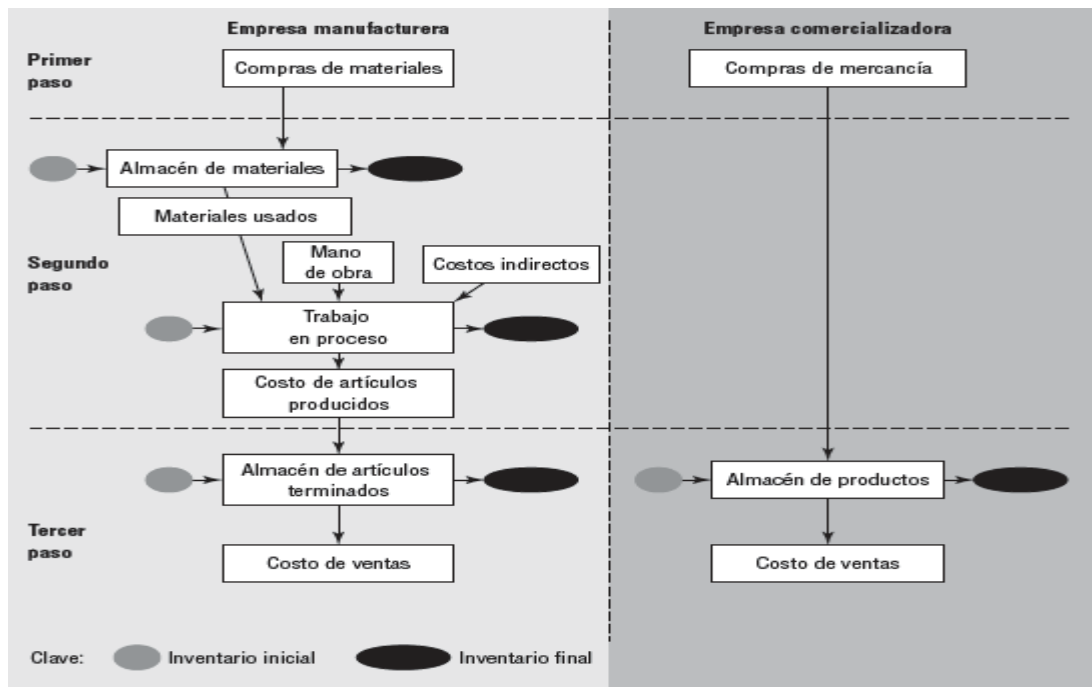 Empresa manufacturera
Empresa comercializadora
Primer
paso
Compras de materiales
Compras de mercancía
Almacén de materiales
Materiales usados
Segundo
paso
Mano
de obra
Costos indirectos
Trabajo
en proceso
Costo de artículos
producidos
Almacén de artículos
terminados
Almacén de productos
Tercer
paso
Costo de ventas
Costo de ventas
Clave:
Inventario inicial
Inventario final